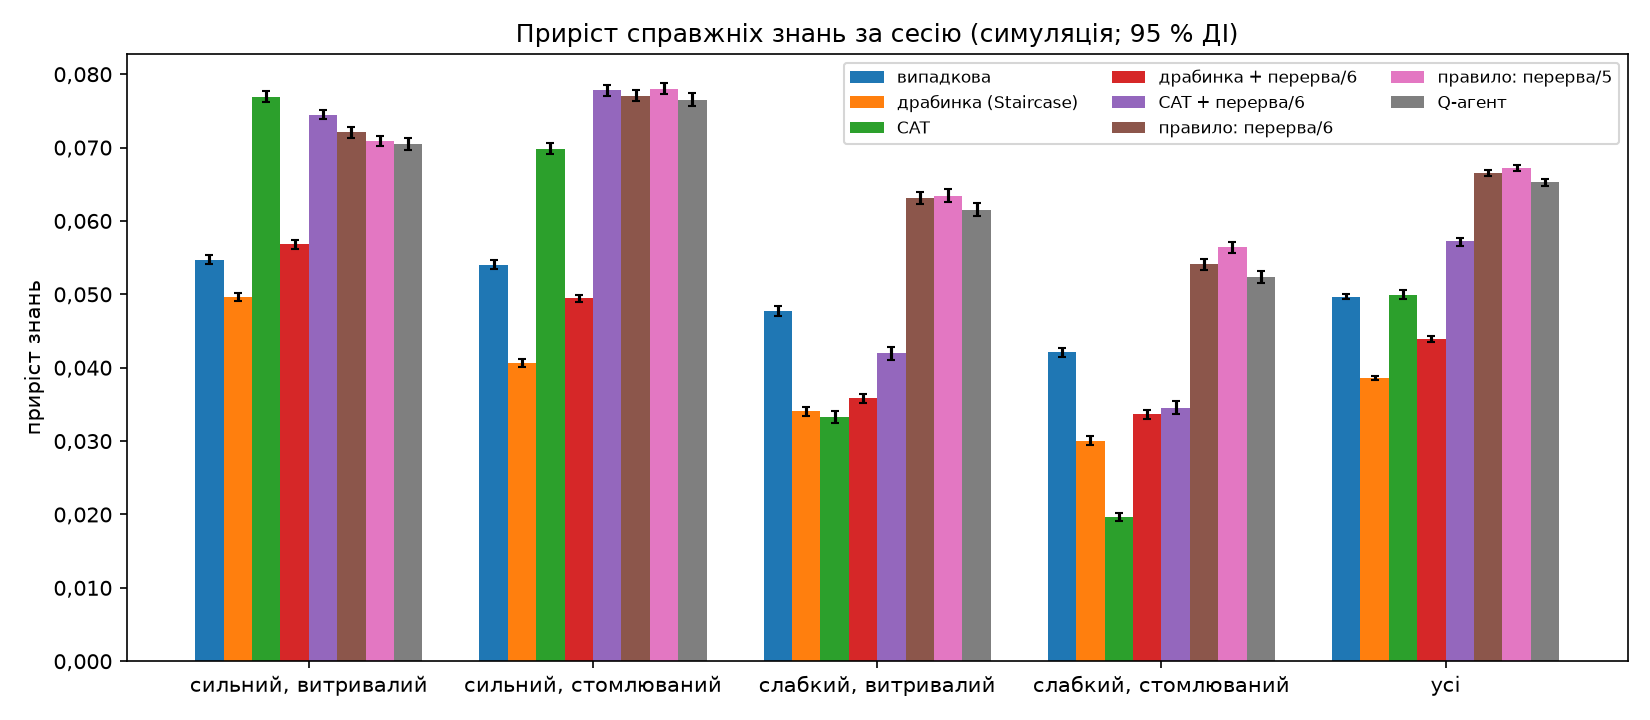 Приріст справжніх знань за сесію (симуляція; 95 % ДІ)
приріст знань
0,080
0,070
0,060
0,050
0,040
0,030
0,020
0,010
0,000
випадкова
драбинка (Staircase)
CAT
драбинка + перерва/6
CAT + перерва/6
правило: перерва/6
правило: перерва/5
Q-агент
сильний, витривалий
сильний, стомлюваний
слабкий, витривалий
слабкий, стомлюваний
усі